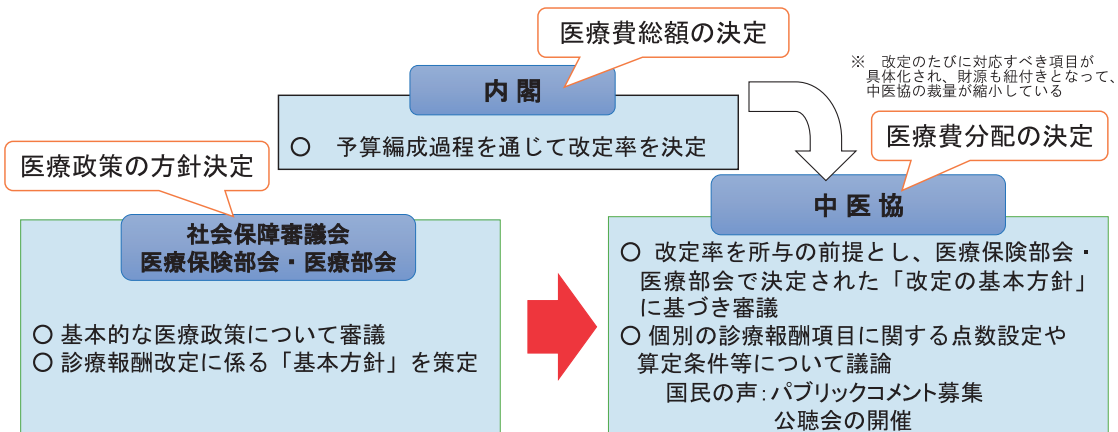 医療費総額の決定
内閣
○ 予算編成過程を通じて改定率を決定
※ 改定のたびに対応すべき項目が
具体化され、財源も紐付きとなって、
中医協の裁量が縮小している
医療政策の方針決定
社会保障審議会
医療保険部会・医療部会
○ 基本的な医療政策について審議
○ 診療報酬改定に係る「基本方針」を策定
医療費分配の決定
中医協
○ 改定率を所与の前提とし、医療保険部会・
医療部会で決定された「改定の基本方針」
に基づき審議
○ 個別の診療報酬項目に関する点数設定や
算定条件等について議論
国民の声:パブリックコメント募集
公聴会の開催